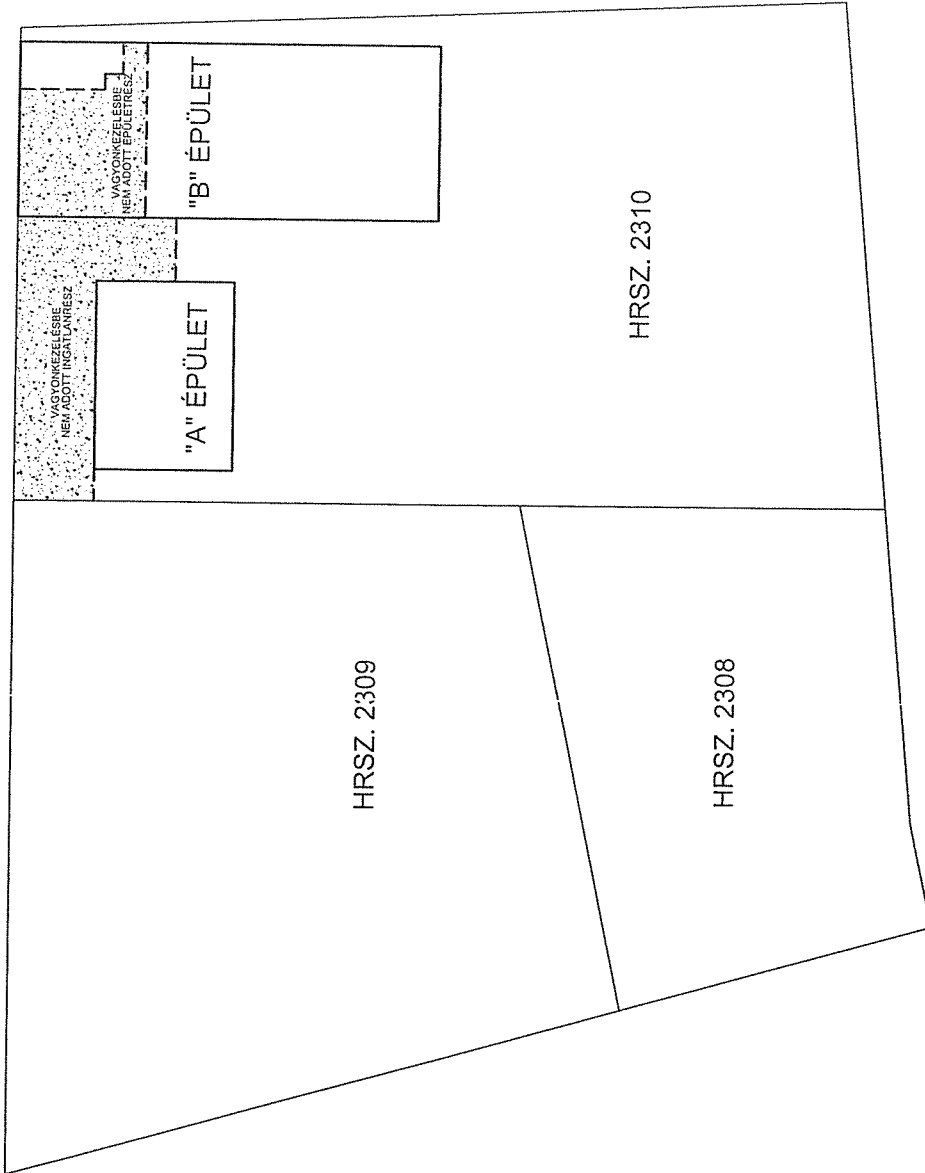 VAGYONKEZELÉSBE
NEM ADOTT ÉPÜLETRÉSZ
"B" ÉPÜLET
VAGYONKEZELÉSBE
NEM ADOTT INGATLANRÉSZ
"A" ÉPÜLET
HRSZ. 2310
HRSZ. 2309
HRSZ. 2308